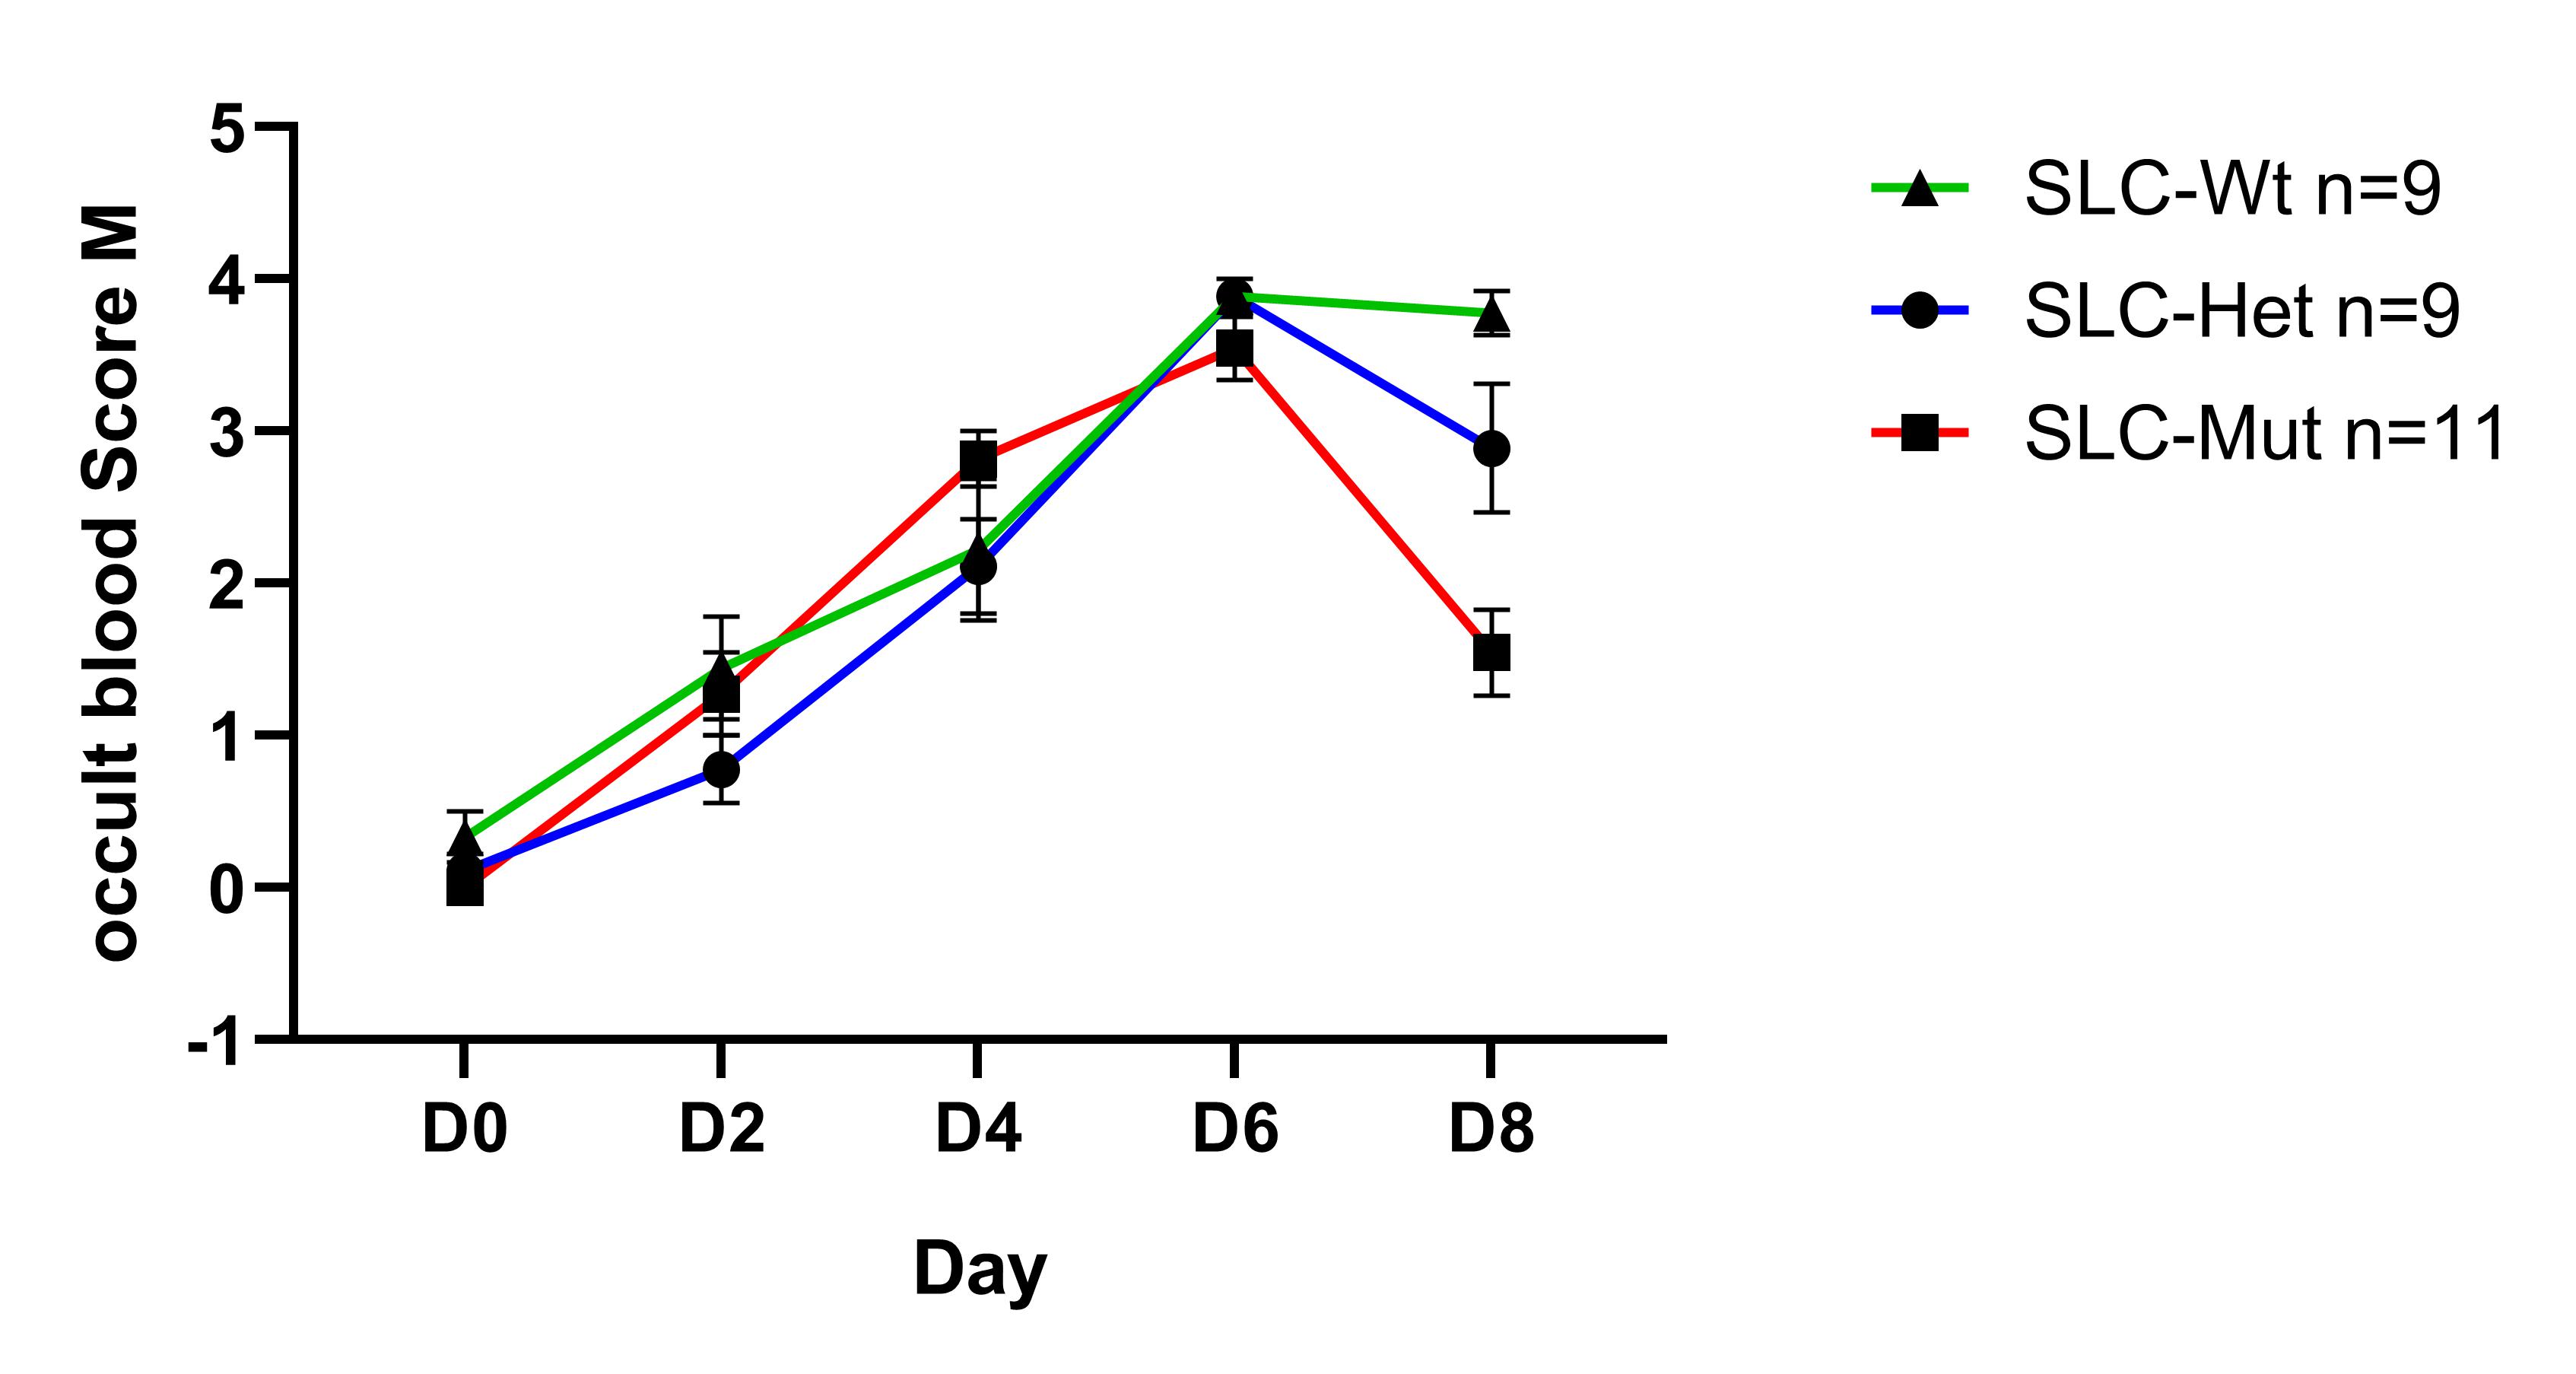 occult blood Score M
5
4
3
2
1
0
-1
D0 D2 D4 D6 D8
Day
SLC-Wt n=9
SLC-Het n=9
SLC-Mut n=11